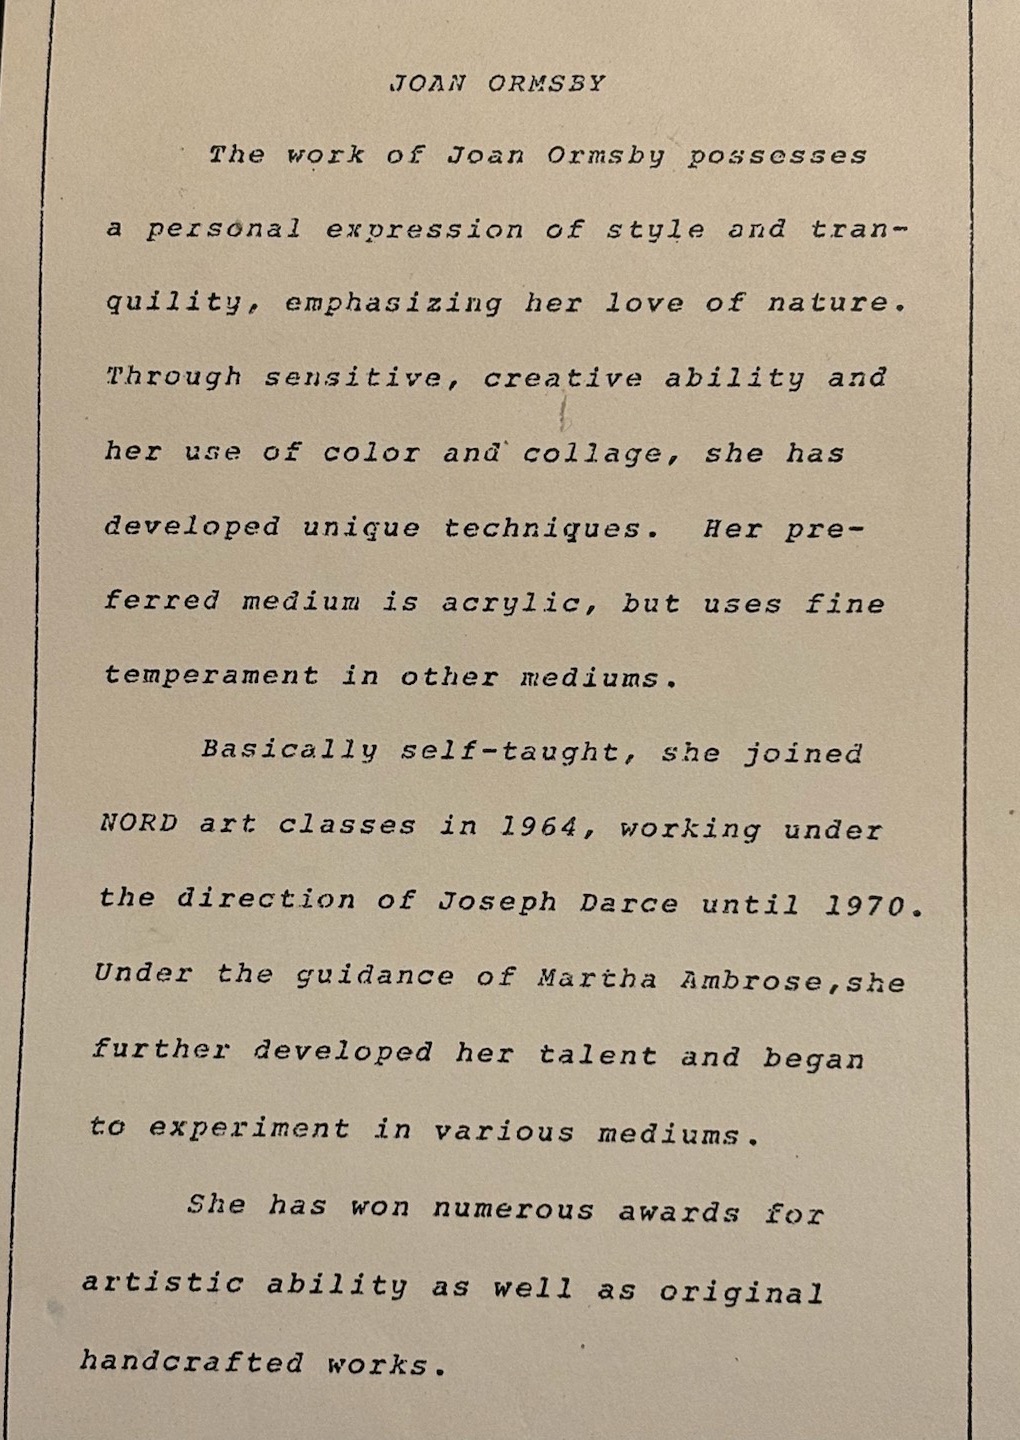 JOAN ORMSBY
The work of Joan Ormsby possesses
a personal expression of style and tran-
quility, emphasizing her love of nature.
Through sensitive, creative ability and
her use of color and collage, she has
developed unique techniques. Her pre-
ferred medium is acrylic, but uses fine
temperament in other mediums.
Basically self-taught, she joined
NORD art classes in 1964, working under
the direction of Joseph Darce until 1970.
Under the guidance of Martha Ambrose,she
further developed her talent and began
to experiment in various mediums.
She has won numerous awards for
artistic ability as well as original
handcrafted works.